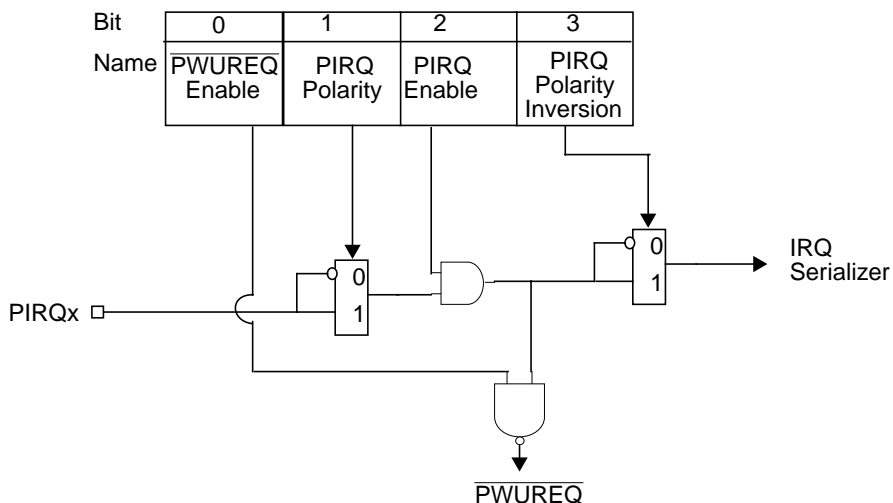 Bit 0 1 2 3
Name PWUREQ PIRQ PIRQ PIRQ
Enable Polarity Enable Polarity
Inversion
0
1
0
1
IRQ
Serializer
PIRQx
PWUREQ